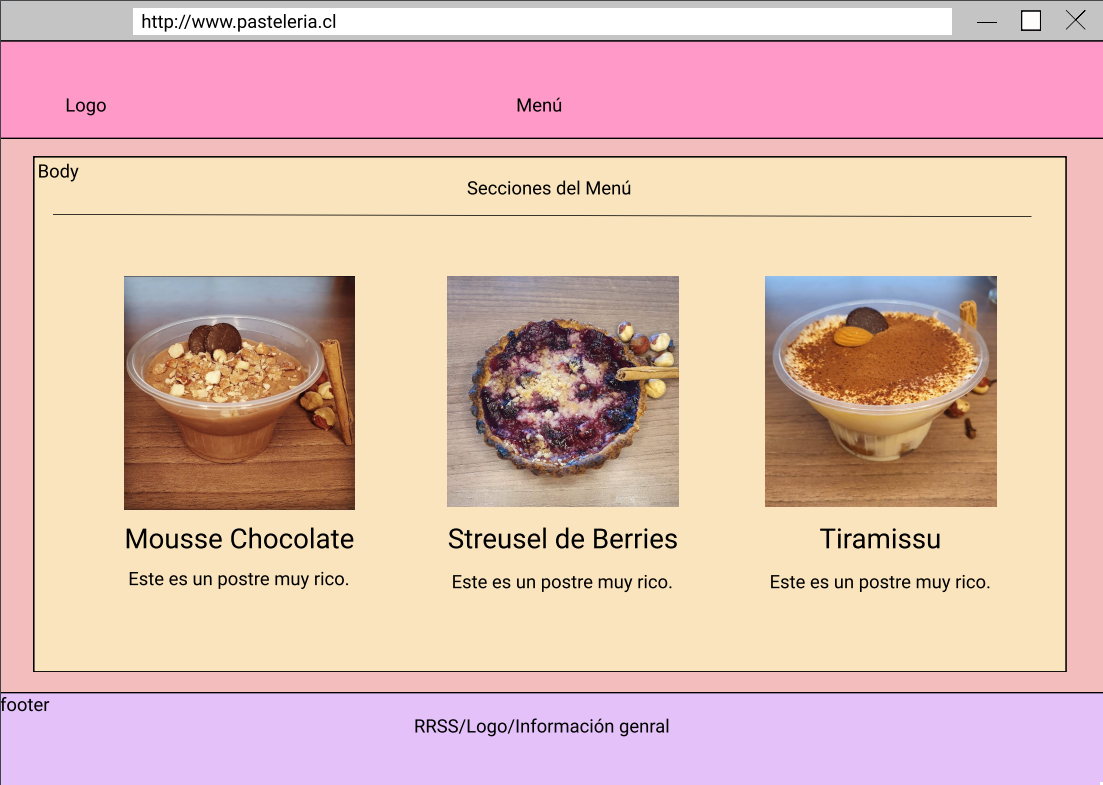 http://www.pasteleria.cl
Logo
Menú
Body
Secciones del Menú
Mousse Chocolate
Streusel de Berries
Tiramissu
Este es un postre muy rico.
Este es un postre muy rico.
Este es un postre muy rico.
footer
RRSS/Logo/Información genral